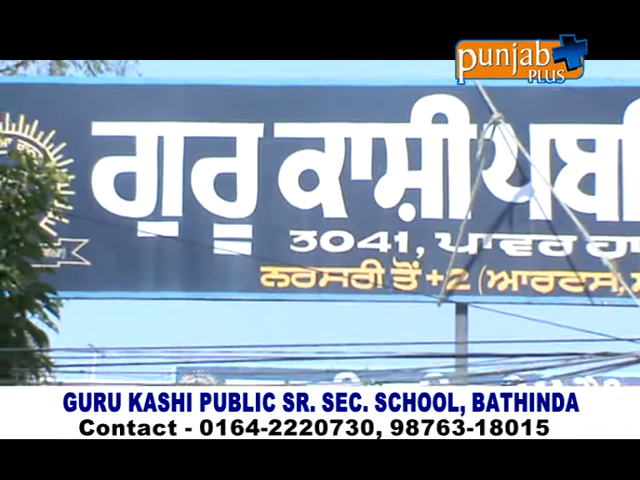 punjab
PLUS
ਗੁਰੂ ਕਾਸ਼ੀ ਪਬ
3041, ਪਾਵਰ ਹਾ
ਨਰਸਰੀ ਤੋਂ +2 (ਆਰਟਸ,
GURU KASHI PUBLIC SR. SEC. SCHOOL, BATHINDA
Contact - 0164-2220730, 98763-18015